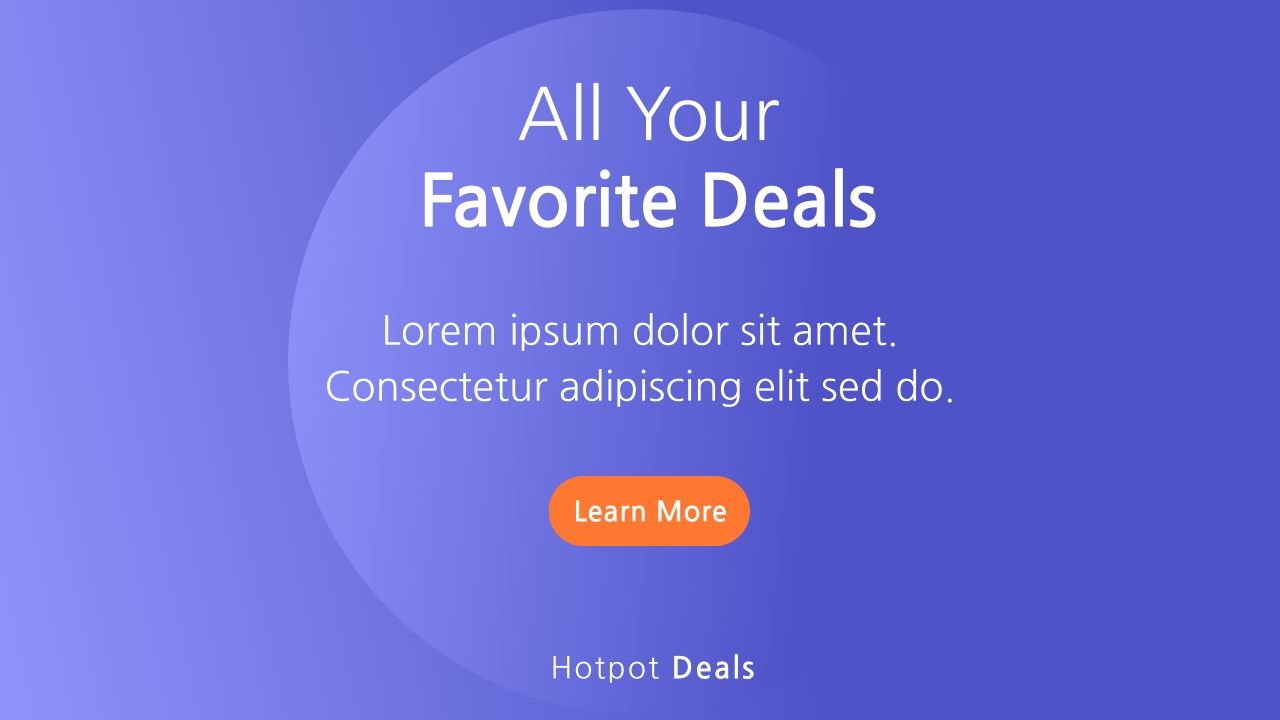 All Your
Favorite Deals
Lorem ipsum dolor sit amet.
Consectetur adipiscing elit sed do.
Learn More
Hotpot Deals